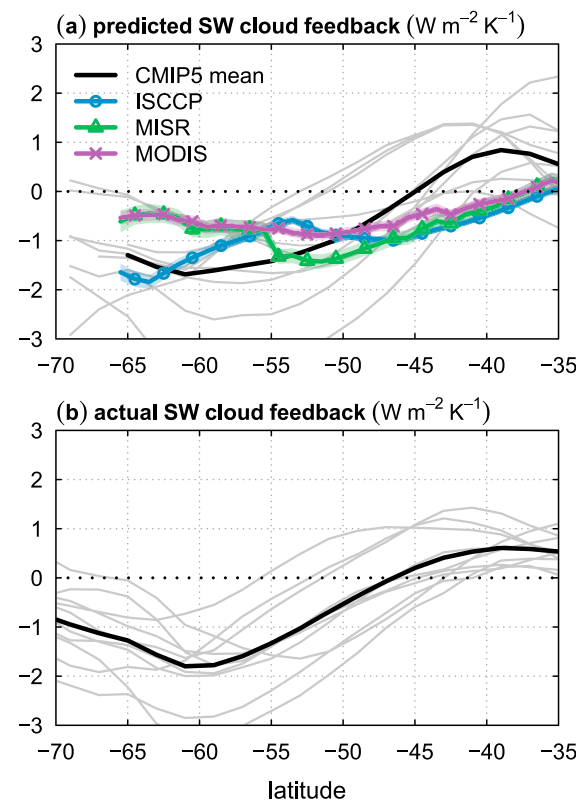 (a) predicted SW cloud feedback (W m⁻² K⁻¹)
3
2
1
0
−1
−2
−3
CMIP5 mean
ISCCP
MISR
MODIS
−70 −65 −60 −55 −50 −45 −40 −35
(b) actual SW cloud feedback (W m⁻² K⁻¹)
3
2
1
0
−1
−2
−3
−70 −65 −60 −55 −50 −45 −40 −35
latitude